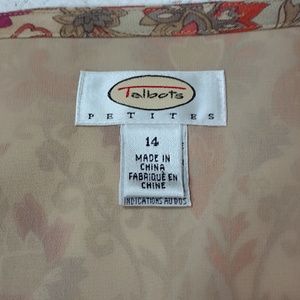 Talbots
PETITES
14
MADE IN
CHINA
FABRIQUÉ EN
CHINE
INDICATIONS AU DOS